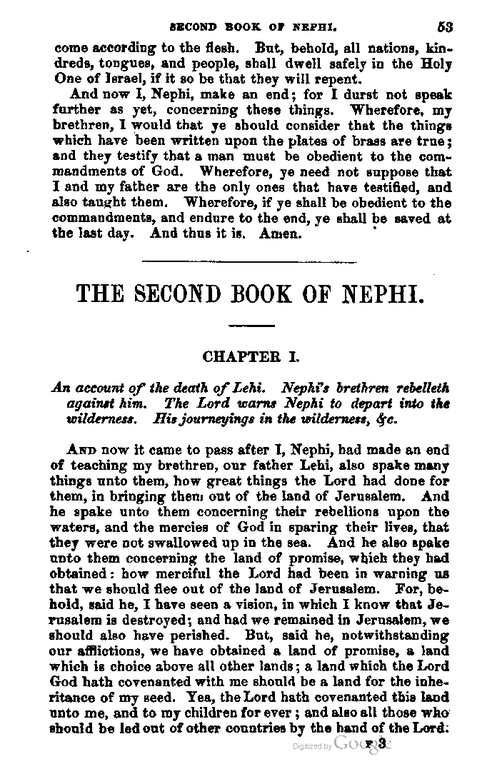 SECOND BOOK OF NEPHI. 53
come according to the flesh. But, behold, all nations, kin-
dreds, tongues, and people, shall dwell safely in the Holy
One of Israel, if it so be that they will repent.
And now I, Nephi, make an end; for I durst not speak
further as yet, concerning these things. Wherefore, my
brethren, I would that ye should consider that the things
which have been written upon the plates of brass are true;
and they testify that a man must be obedient to the com-
mandments of God. Wherefore, ye need not suppose that
I and my father are the only ones that have testified, and
also taught them. Wherefore, if ye shall be obedient to the
commandments, and endure to the end, ye shall be saved at
the last day. And thus it is. Amen.
THE SECOND BOOK OF NEPHI.
CHAPTER I.
An account of the death of Lehi. Nephi's brethren rebelleth
against him. The Lord warns Nephi to depart into the
wilderness. His journeyings in the wilderness, &c.
AND now it came to pass after I, Nephi, had made an end
of teaching my brethren, our father Lehi, also spake many
things unto them, how great things the Lord had done for
them, in bringing them out of the land of Jerusalem. And
he spake unto them concerning their rebellions upon the
waters, and the mercies of God in sparing their lives, that
they were not swallowed up in the sea. And he also spake
unto them concerning the land of promise, which they had
obtained: how merciful the Lord had been in warning us
that we should flee out of the land of Jerusalem. For, be-
hold, said he, I have seen a vision, in which I know that Je-
rusalem is destroyed; and had we remained in Jerusalem, we
should also have perished. But, said he, notwithstanding
our afflictions, we have obtained a land of promise, a land
which is choice above all other lands; a land which the Lord
God hath covenanted with me should be a land for the inhe-
ritance of my seed. Yea, the Lord hath covenanted this land
unto me, and to my children for ever; and also all those who
should be led out of other countries by the hand of the Lord.
Digitized by Google F 3